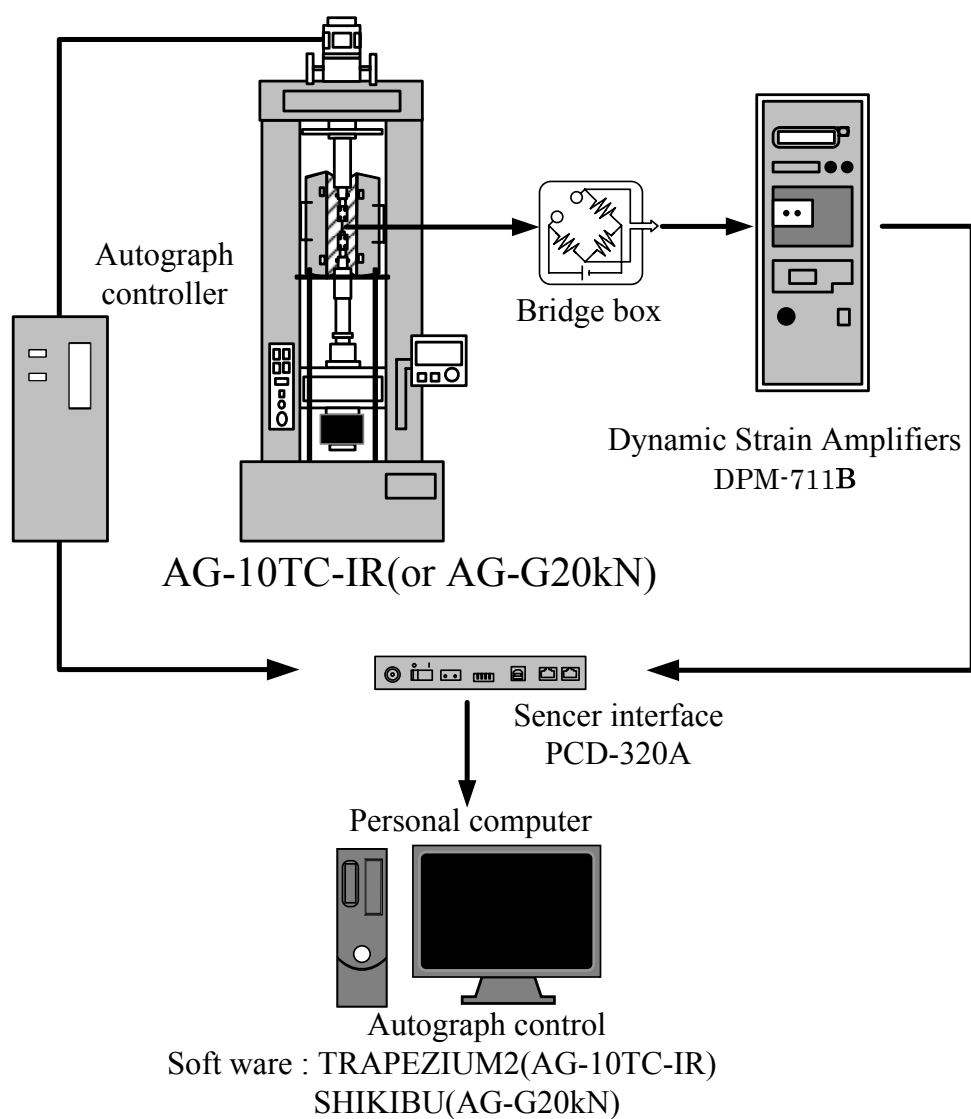 Autograph
controller
Bridge box
Dynamic Strain Amplifiers
DPM-711B
AG-10TC-IR(or AG-G20kN)
Sencer interface
PCD-320A
Personal computer
Autograph control
Soft ware : TRAPEZIUM2(AG-10TC-IR)
SHIKIBU(AG-G20kN)